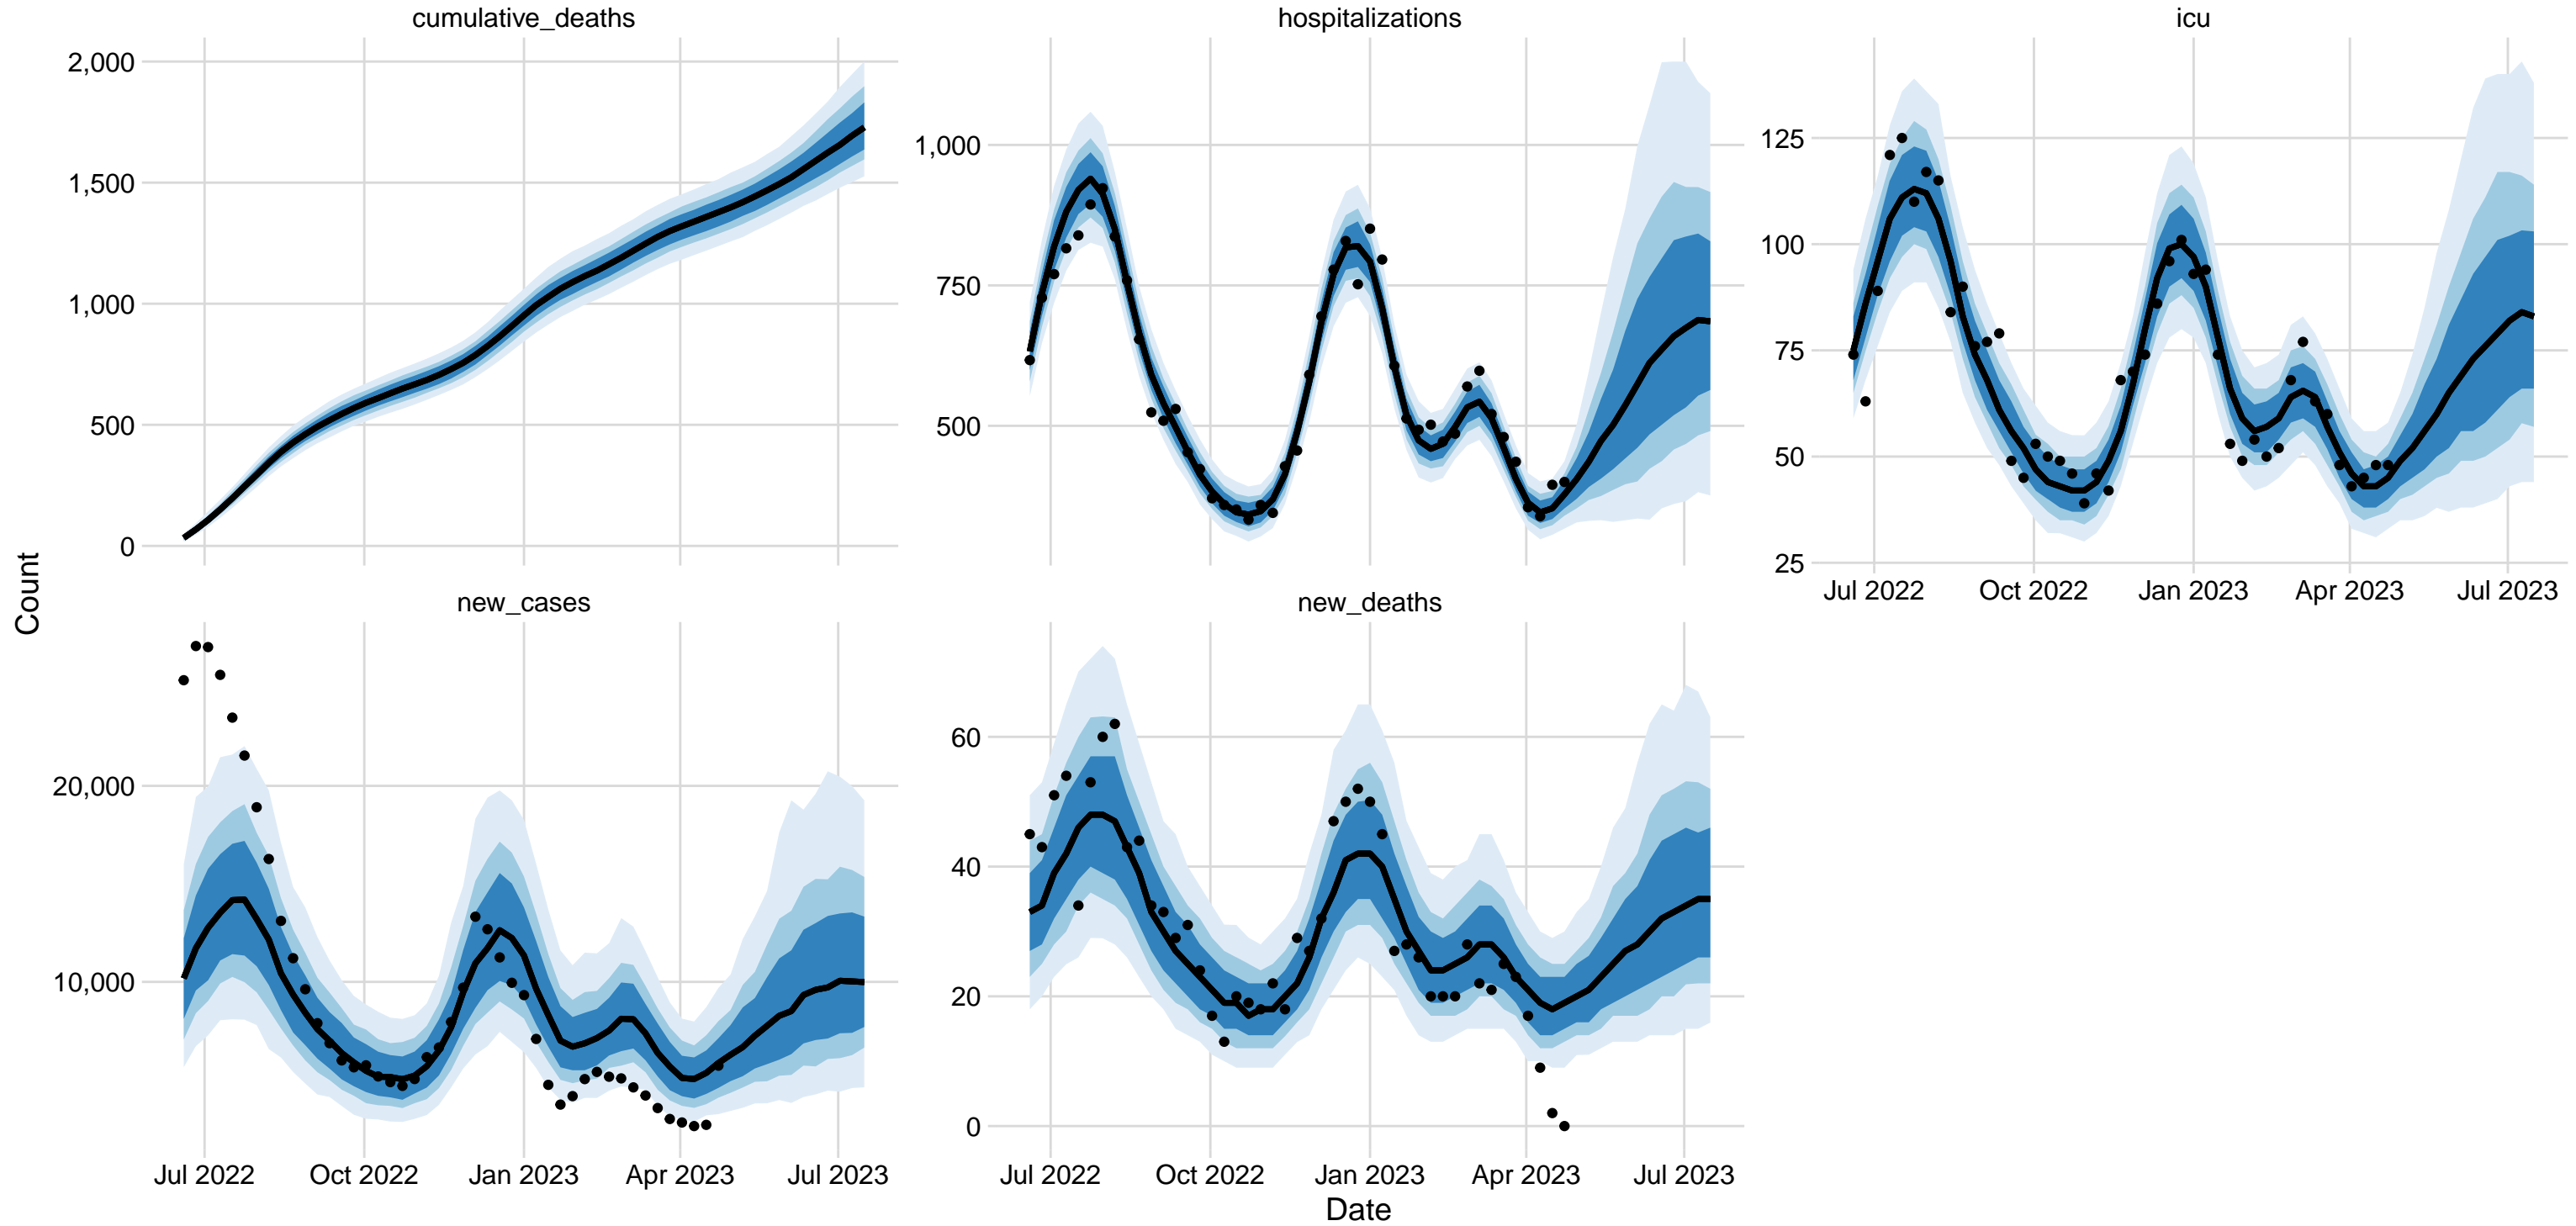 cumulative_deaths
hospitalizations
icu
2,000
1,500
1,000
500
0
1,000
750
500
125
100
75
50
25
Jul 2022 Oct 2022 Jan 2023 Apr 2023 Jul 2023
Count
new_cases
new_deaths
20,000
10,000
60
40
20
0
Jul 2022 Oct 2022 Jan 2023 Apr 2023 Jul 2023
Jul 2022 Oct 2022 Jan 2023 Apr 2023 Jul 2023
Date